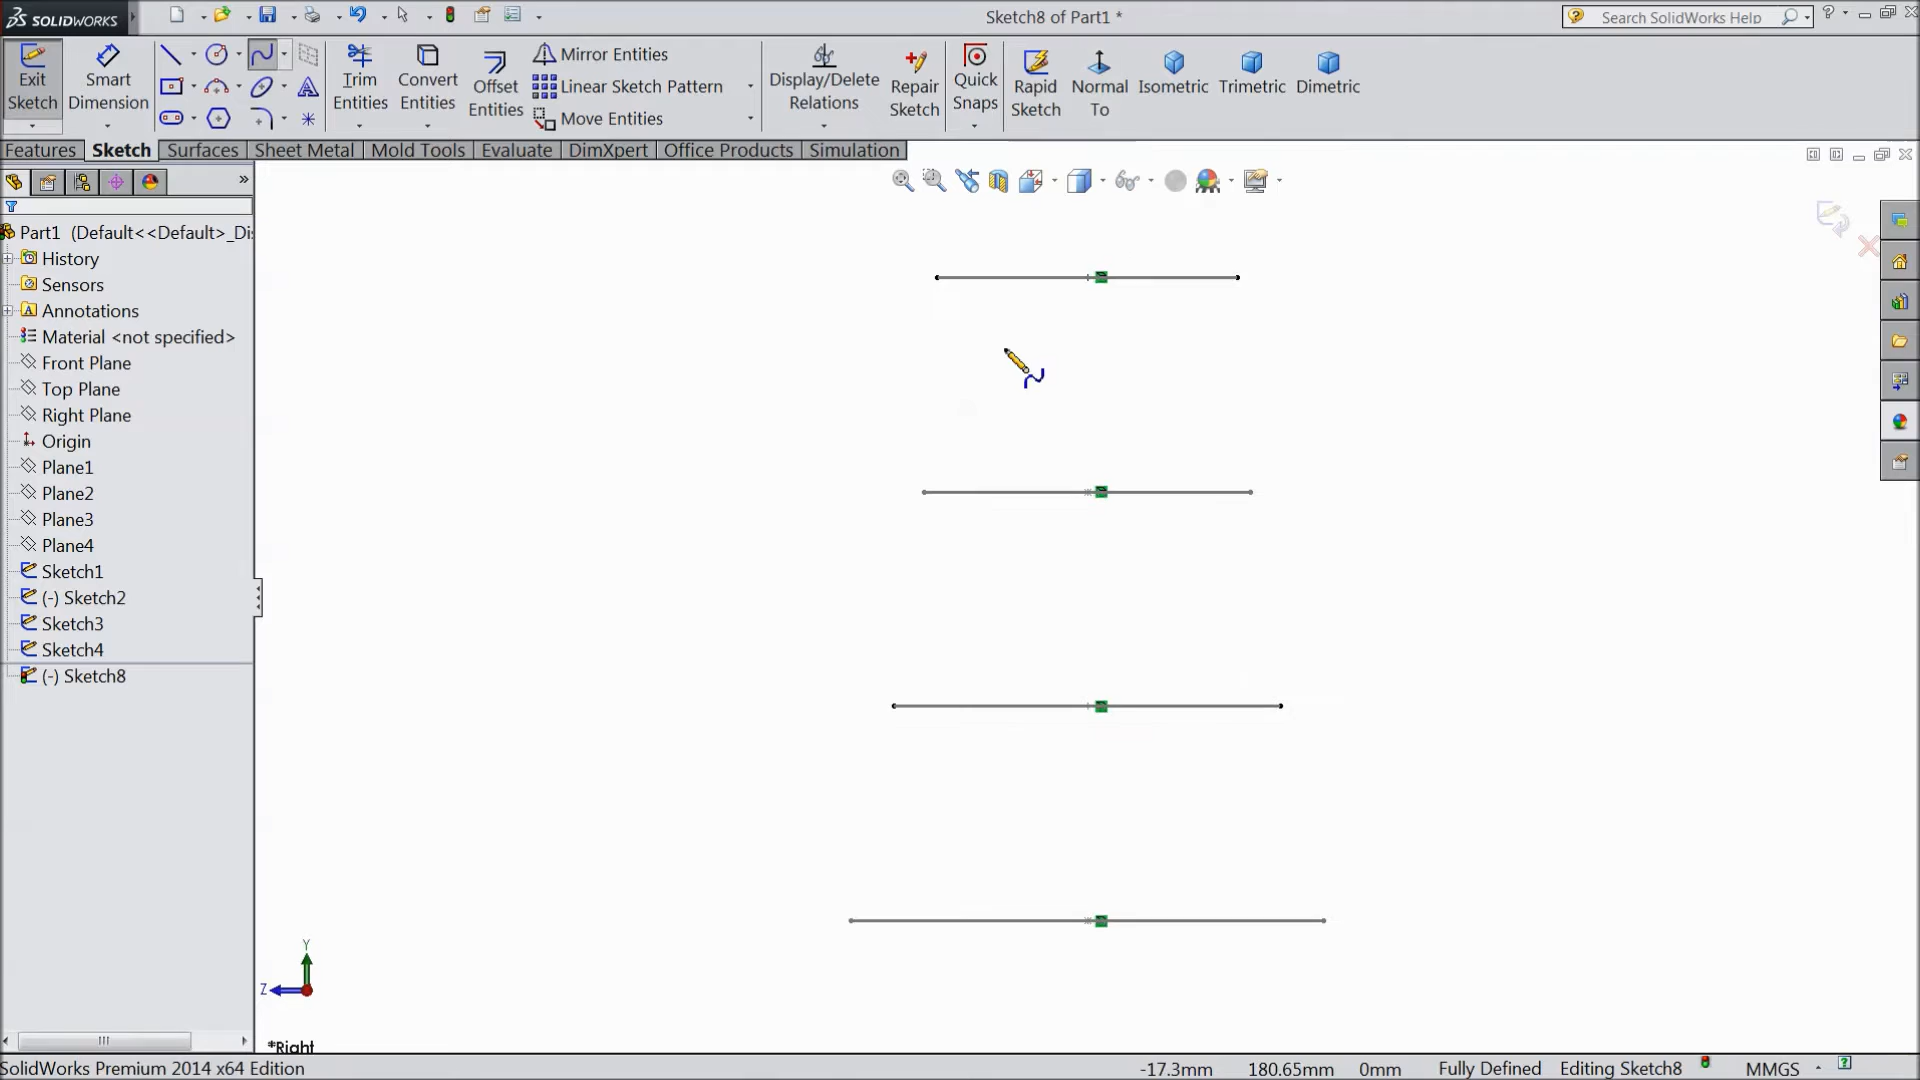 SOLIDWORKS
Sketch8 of Part1 *
Search SolidWorks Help
Exit Sketch
Smart Dimension
Trim Entities
Convert Entities
Offset Entities
Mirror Entities
Linear Sketch Pattern
Move Entities
Display/Delete Relations
Repair Sketch
Quick Snaps
Rapid Sketch
Normal To
Isometric
Trimetric
Dimetric
Features
Sketch
Surfaces
Sheet Metal
Mold Tools
Evaluate
DimXpert
Office Products
Simulation
Part1 (Default<<Default>_Di
History
Sensors
Annotations
Material <not specified>
Front Plane
Top Plane
Right Plane
Origin
Plane1
Plane2
Plane3
Plane4
Sketch1
(-) Sketch2
Sketch3
Sketch4
(-) Sketch8
Y
Z
*Right
SolidWorks Premium 2014 x64 Edition
-17.3mm
180.65mm
0mm
Fully Defined
Editing Sketch8
MMGS